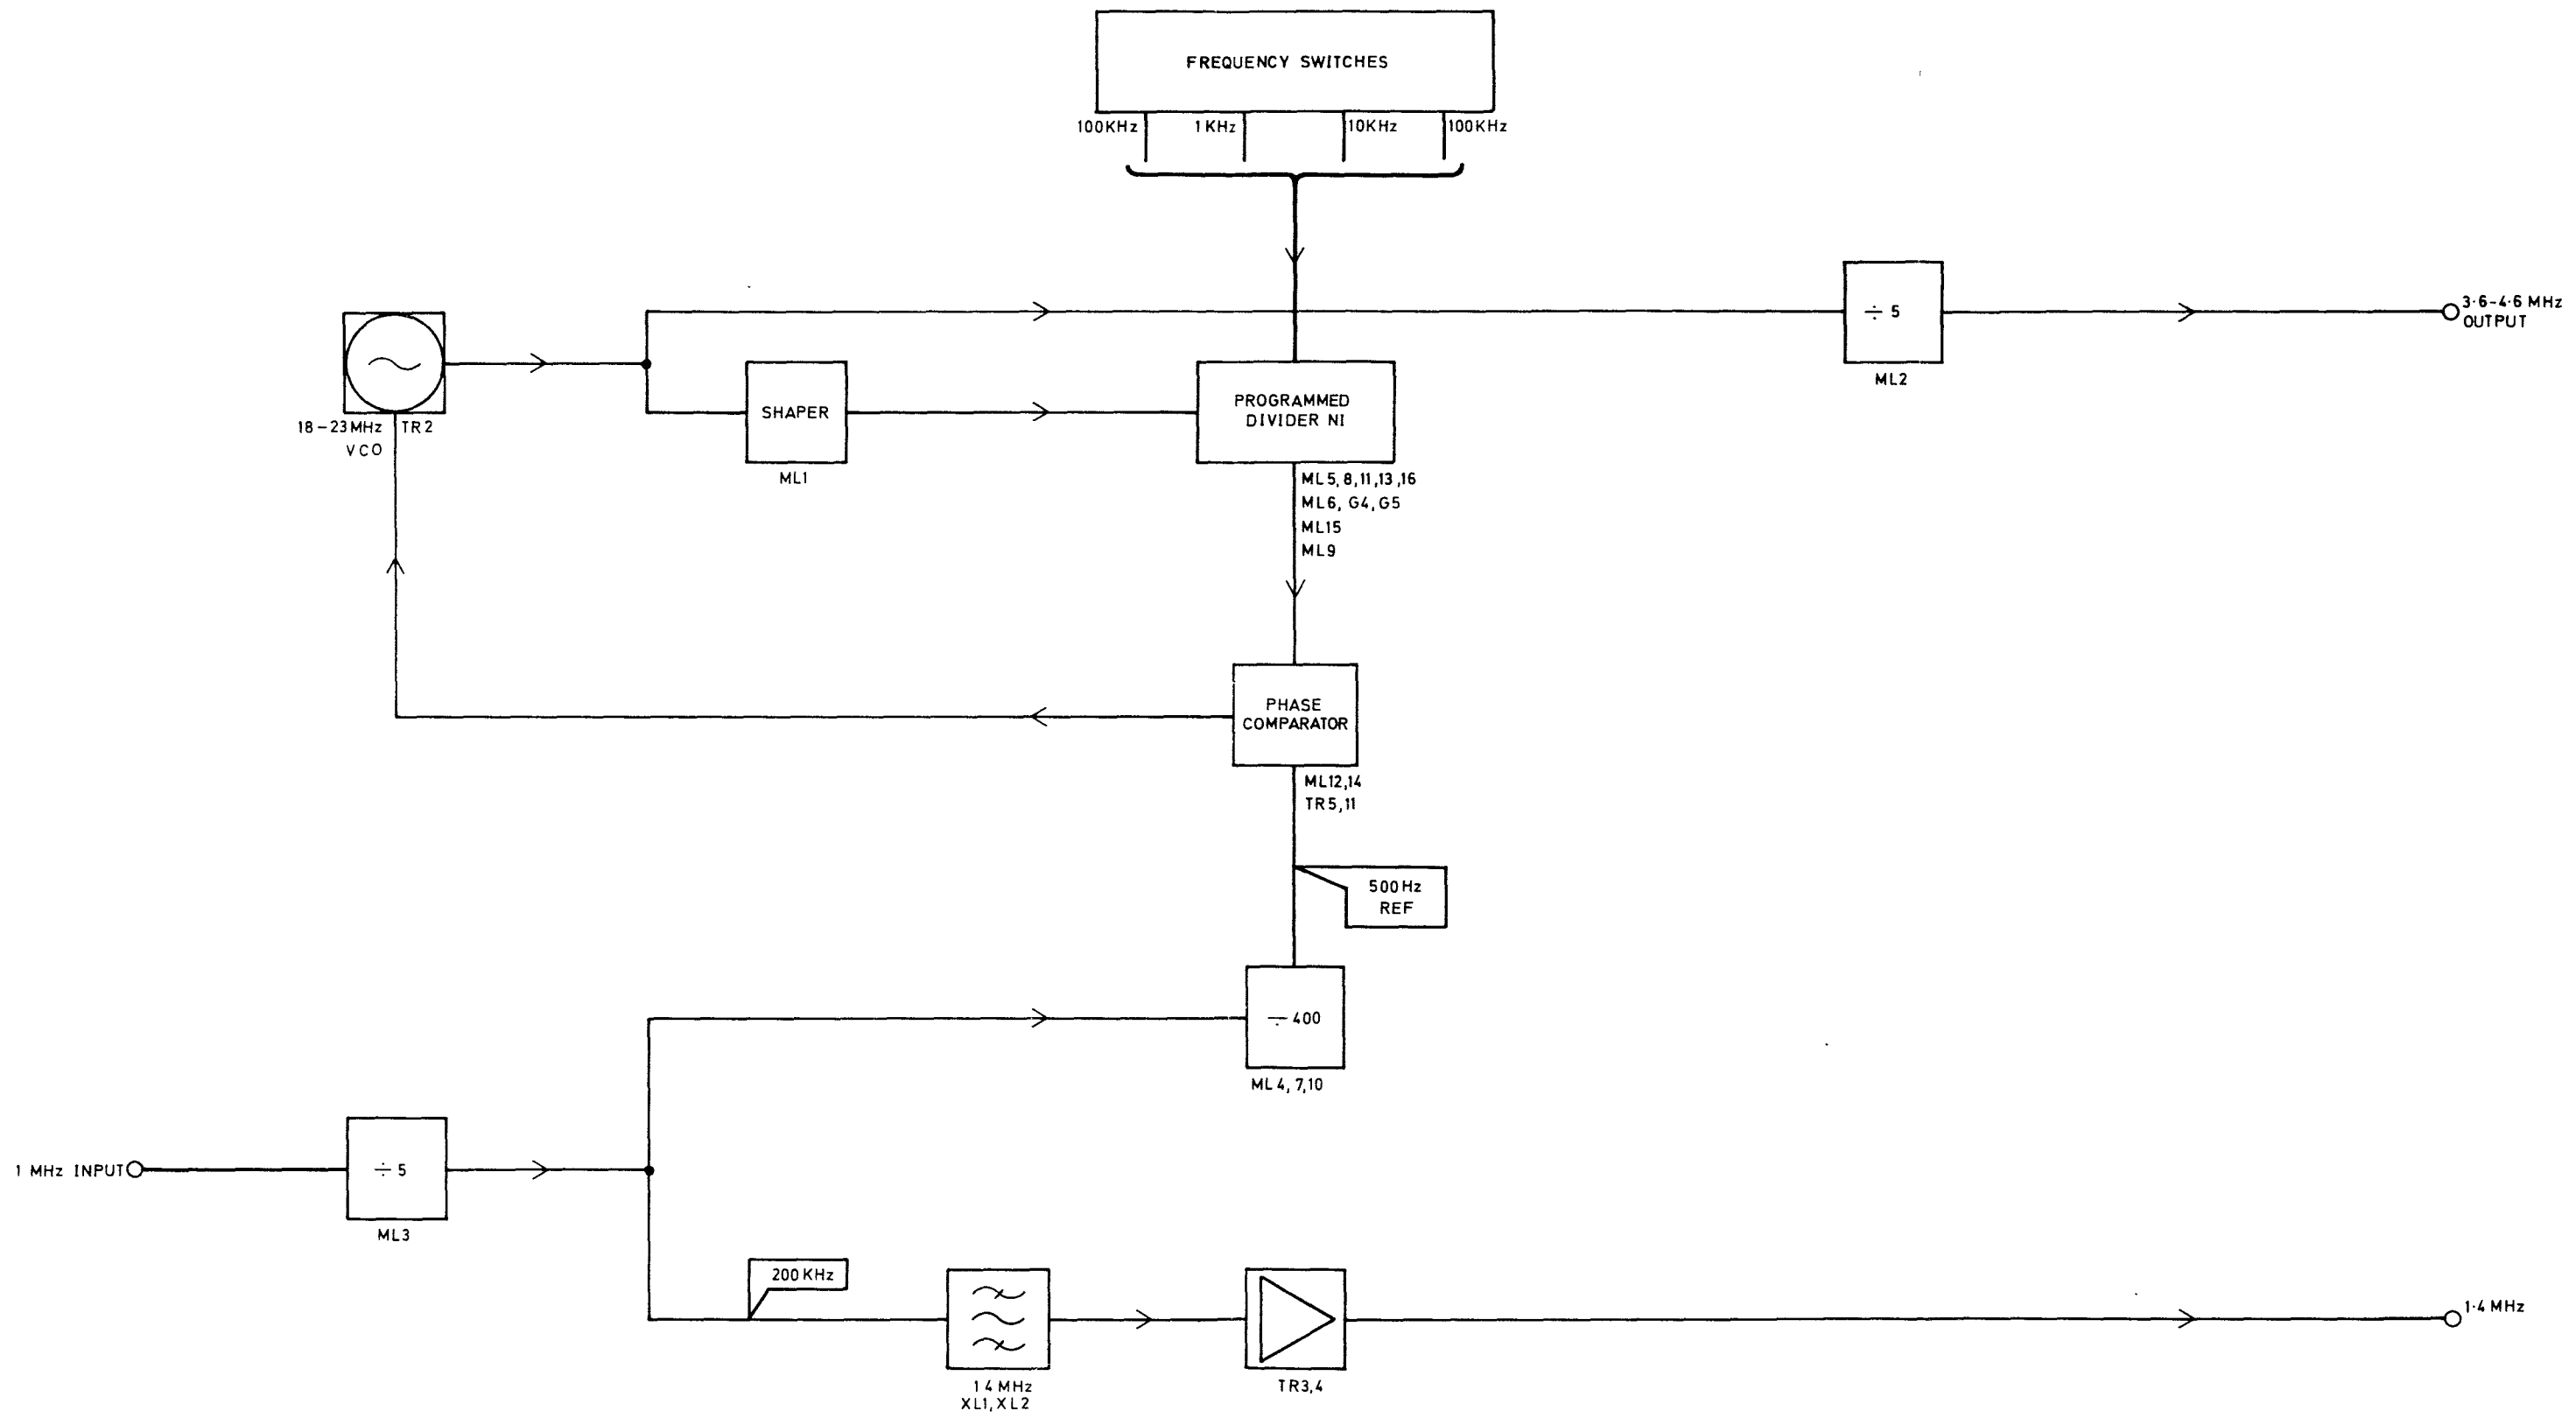 FREQUENCY SWITCHES
100KHz
1KHz
10KHz
100KHz
÷ 5
ML2
3·6-4·6 MHz
OUTPUT
18-23MHz
VCO
TR2
SHAPER
ML1
PROGRAMMED
DIVIDER NI
ML5,8,11,13,16
ML6, G4, G5
ML15
ML9
PHASE
COMPARATOR
ML12,14
TR5,11
500Hz
REF
÷ 400
ML4, 7,10
1 MHz INPUT
÷ 5
ML3
200KHz
1 4 MHz
XL1, XL2
TR3,4
1·4 MHz